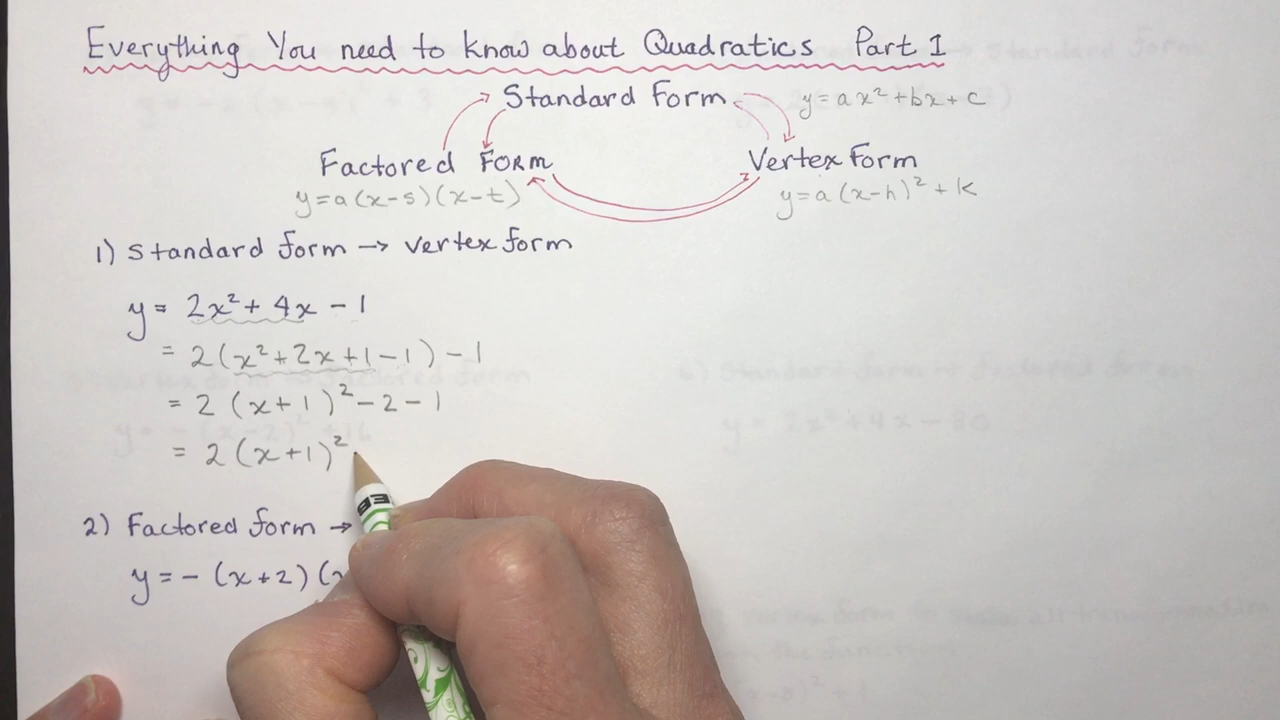 Everything You need to know about Quadratics Part 1
Standard Form y = ax² + bx + c
Factored FORM Vertex Form
y = a(x-s)(x-t) y = a(x-h)² + k
1) Standard form → vertex form
y = 2x² + 4x - 1
= 2(x² + 2x + 1 - 1) - 1
= 2 (x+1)² - 2 - 1
= 2 (x+1)²
2) Factored form →
y = - (x+2) (x